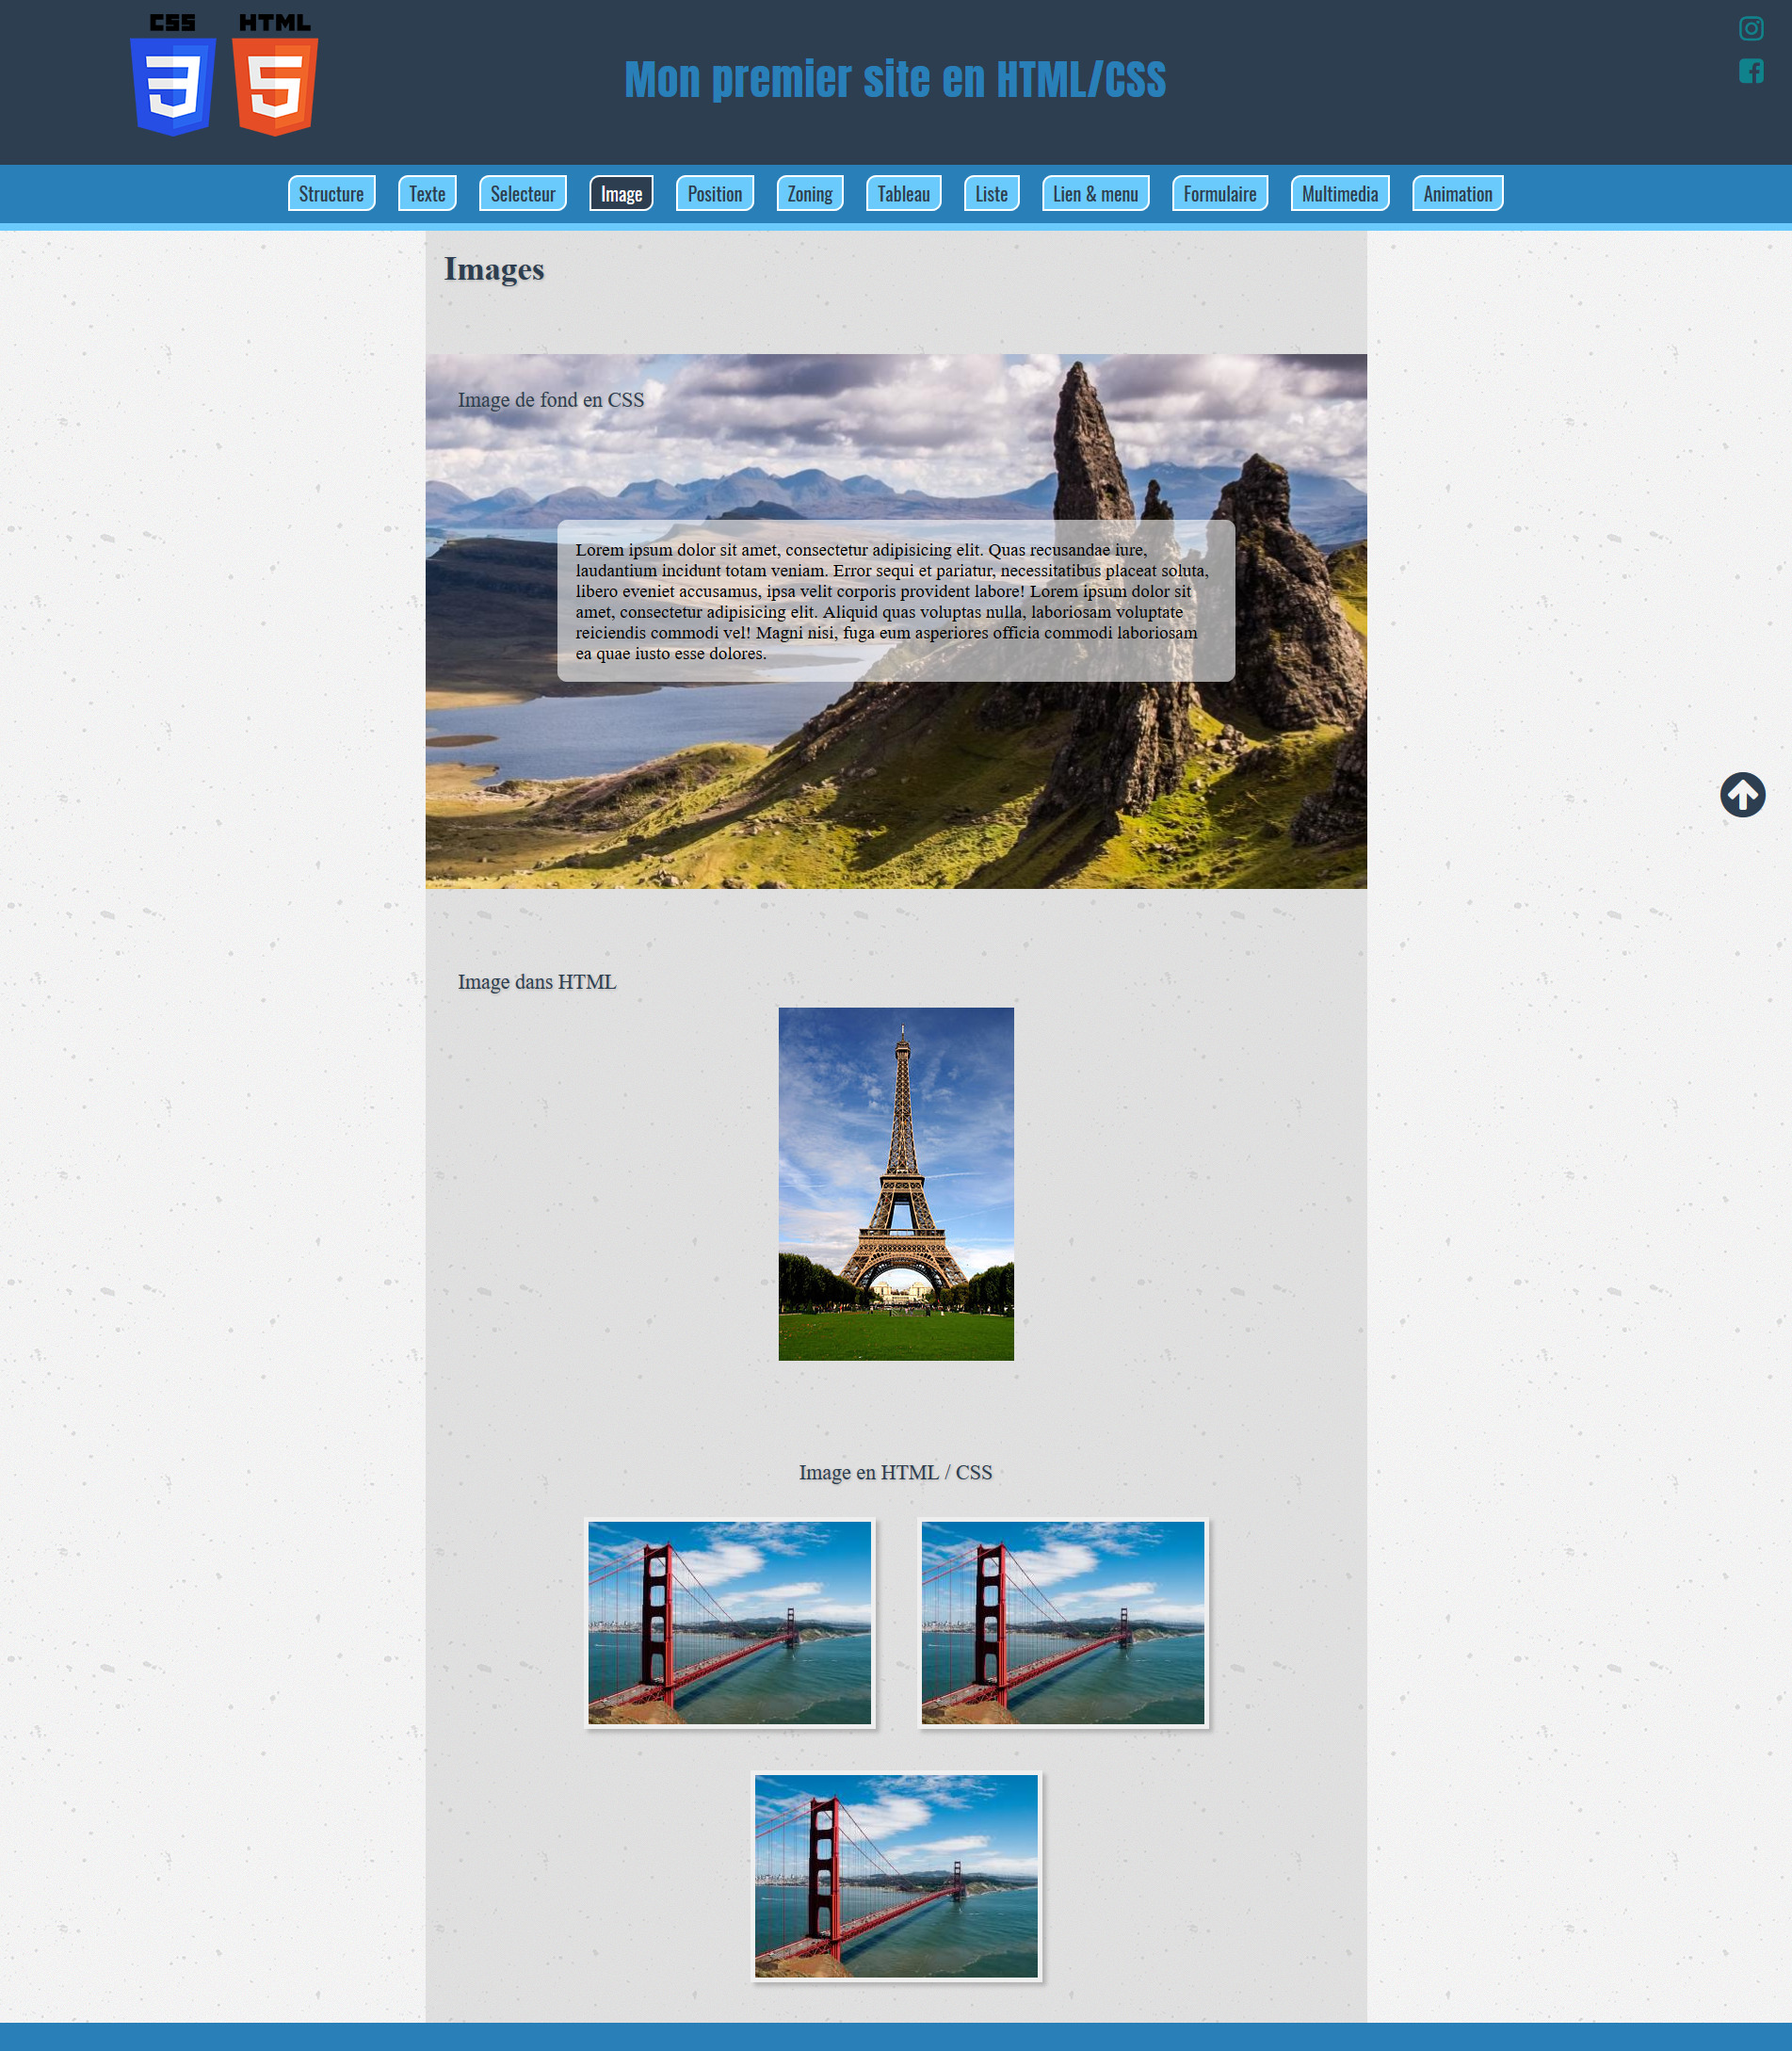 CSS HTML
Mon premier site en HTML/CSS
Structure Texte Selecteur Image Position Zoning Tableau Liste Lien & menu Formulaire Multimedia Animation
Images
Image de fond en CSS
Lorem ipsum dolor sit amet, consectetur adipisicing elit. Quas recusandae iure,
laudantium incidunt totam veniam. Error sequi et pariatur, necessitatibus placeat soluta,
libero eveniet accusamus, ipsa velit corporis provident labore! Lorem ipsum dolor sit
amet, consectetur adipisicing elit. Aliquid quas voluptas nulla, laboriosam voluptate
reiciendis commodi vel! Magni nisi, fuga eum asperiores officia commodi laboriosam
ea quae iusto esse dolores.
Image dans HTML
Image en HTML / CSS